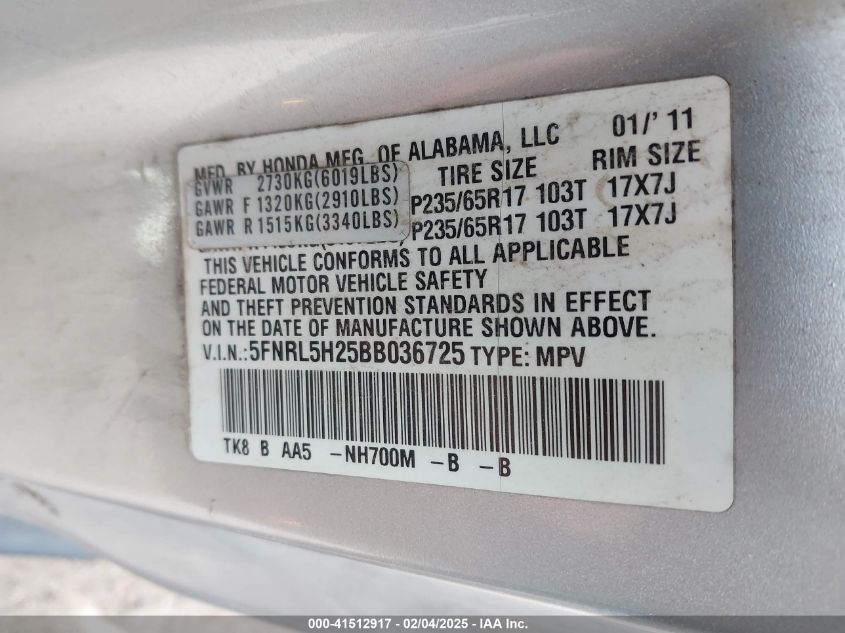 MFD. BY HONDA MFG. OF ALABAMA, LLC 01/'11
TIRE SIZE RIM SIZE
GVWR 2730KG(6019LBS)
GAWR F 1320KG(2910LBS) P235/65R17 103T 17X7J
GAWR R 1515KG(3340LBS) P235/65R17 103T 17X7J
THIS VEHICLE CONFORMS TO ALL APPLICABLE
FEDERAL MOTOR VEHICLE SAFETY
AND THEFT PREVENTION STANDARDS IN EFFECT
ON THE DATE OF MANUFACTURE SHOWN ABOVE.
V.I.N.:5FNRL5H25BB036725 TYPE: MPV
TK8 B AA5 -NH700M -B -B
000-41512917 - 02/04/2025 - IAA Inc.